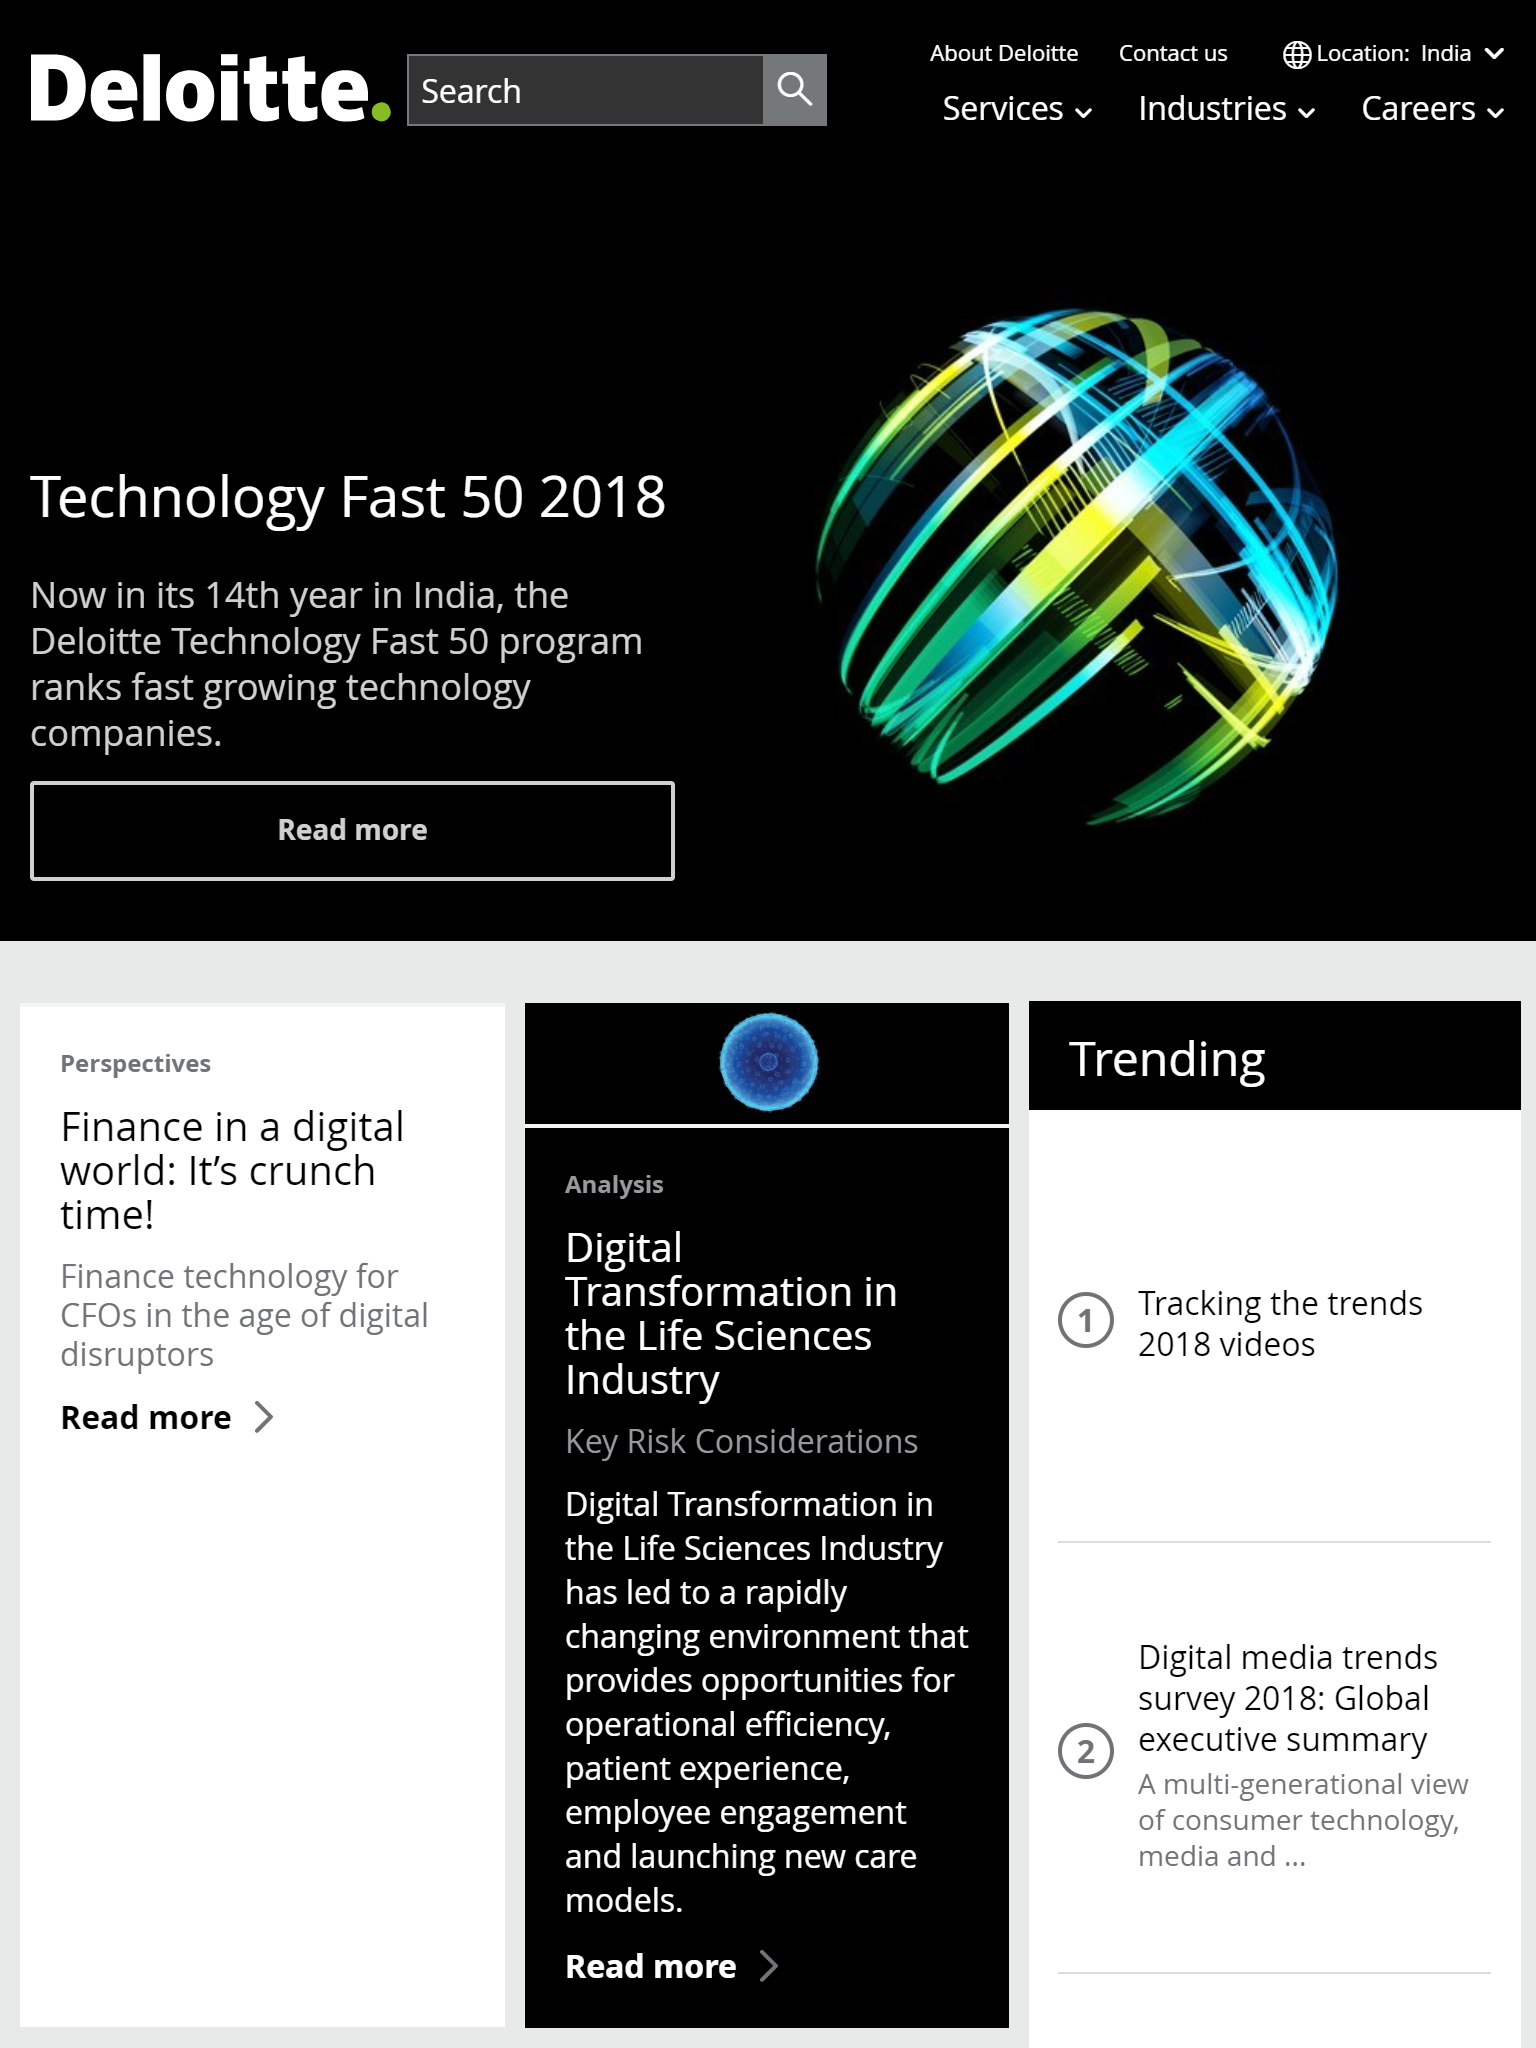 Deloitte.
Search
About Deloitte
Contact us
Location: India
Services
Industries
Careers
Technology Fast 50 2018
Now in its 14th year in India, the
Deloitte Technology Fast 50 program
ranks fast growing technology
companies.
Read more
Perspectives
Finance in a digital
world: It’s crunch
time!
Finance technology for
CFOs in the age of digital
disruptors
Read more
Analysis
Digital
Transformation in
the Life Sciences
Industry
Key Risk Considerations
Digital Transformation in
the Life Sciences Industry
has led to a rapidly
changing environment that
provides opportunities for
operational efficiency,
patient experience,
employee engagement
and launching new care
models.
Read more
Trending
1
Tracking the trends
2018 videos
2
Digital media trends
survey 2018: Global
executive summary
A multi-generational view
of consumer technology,
media and ...